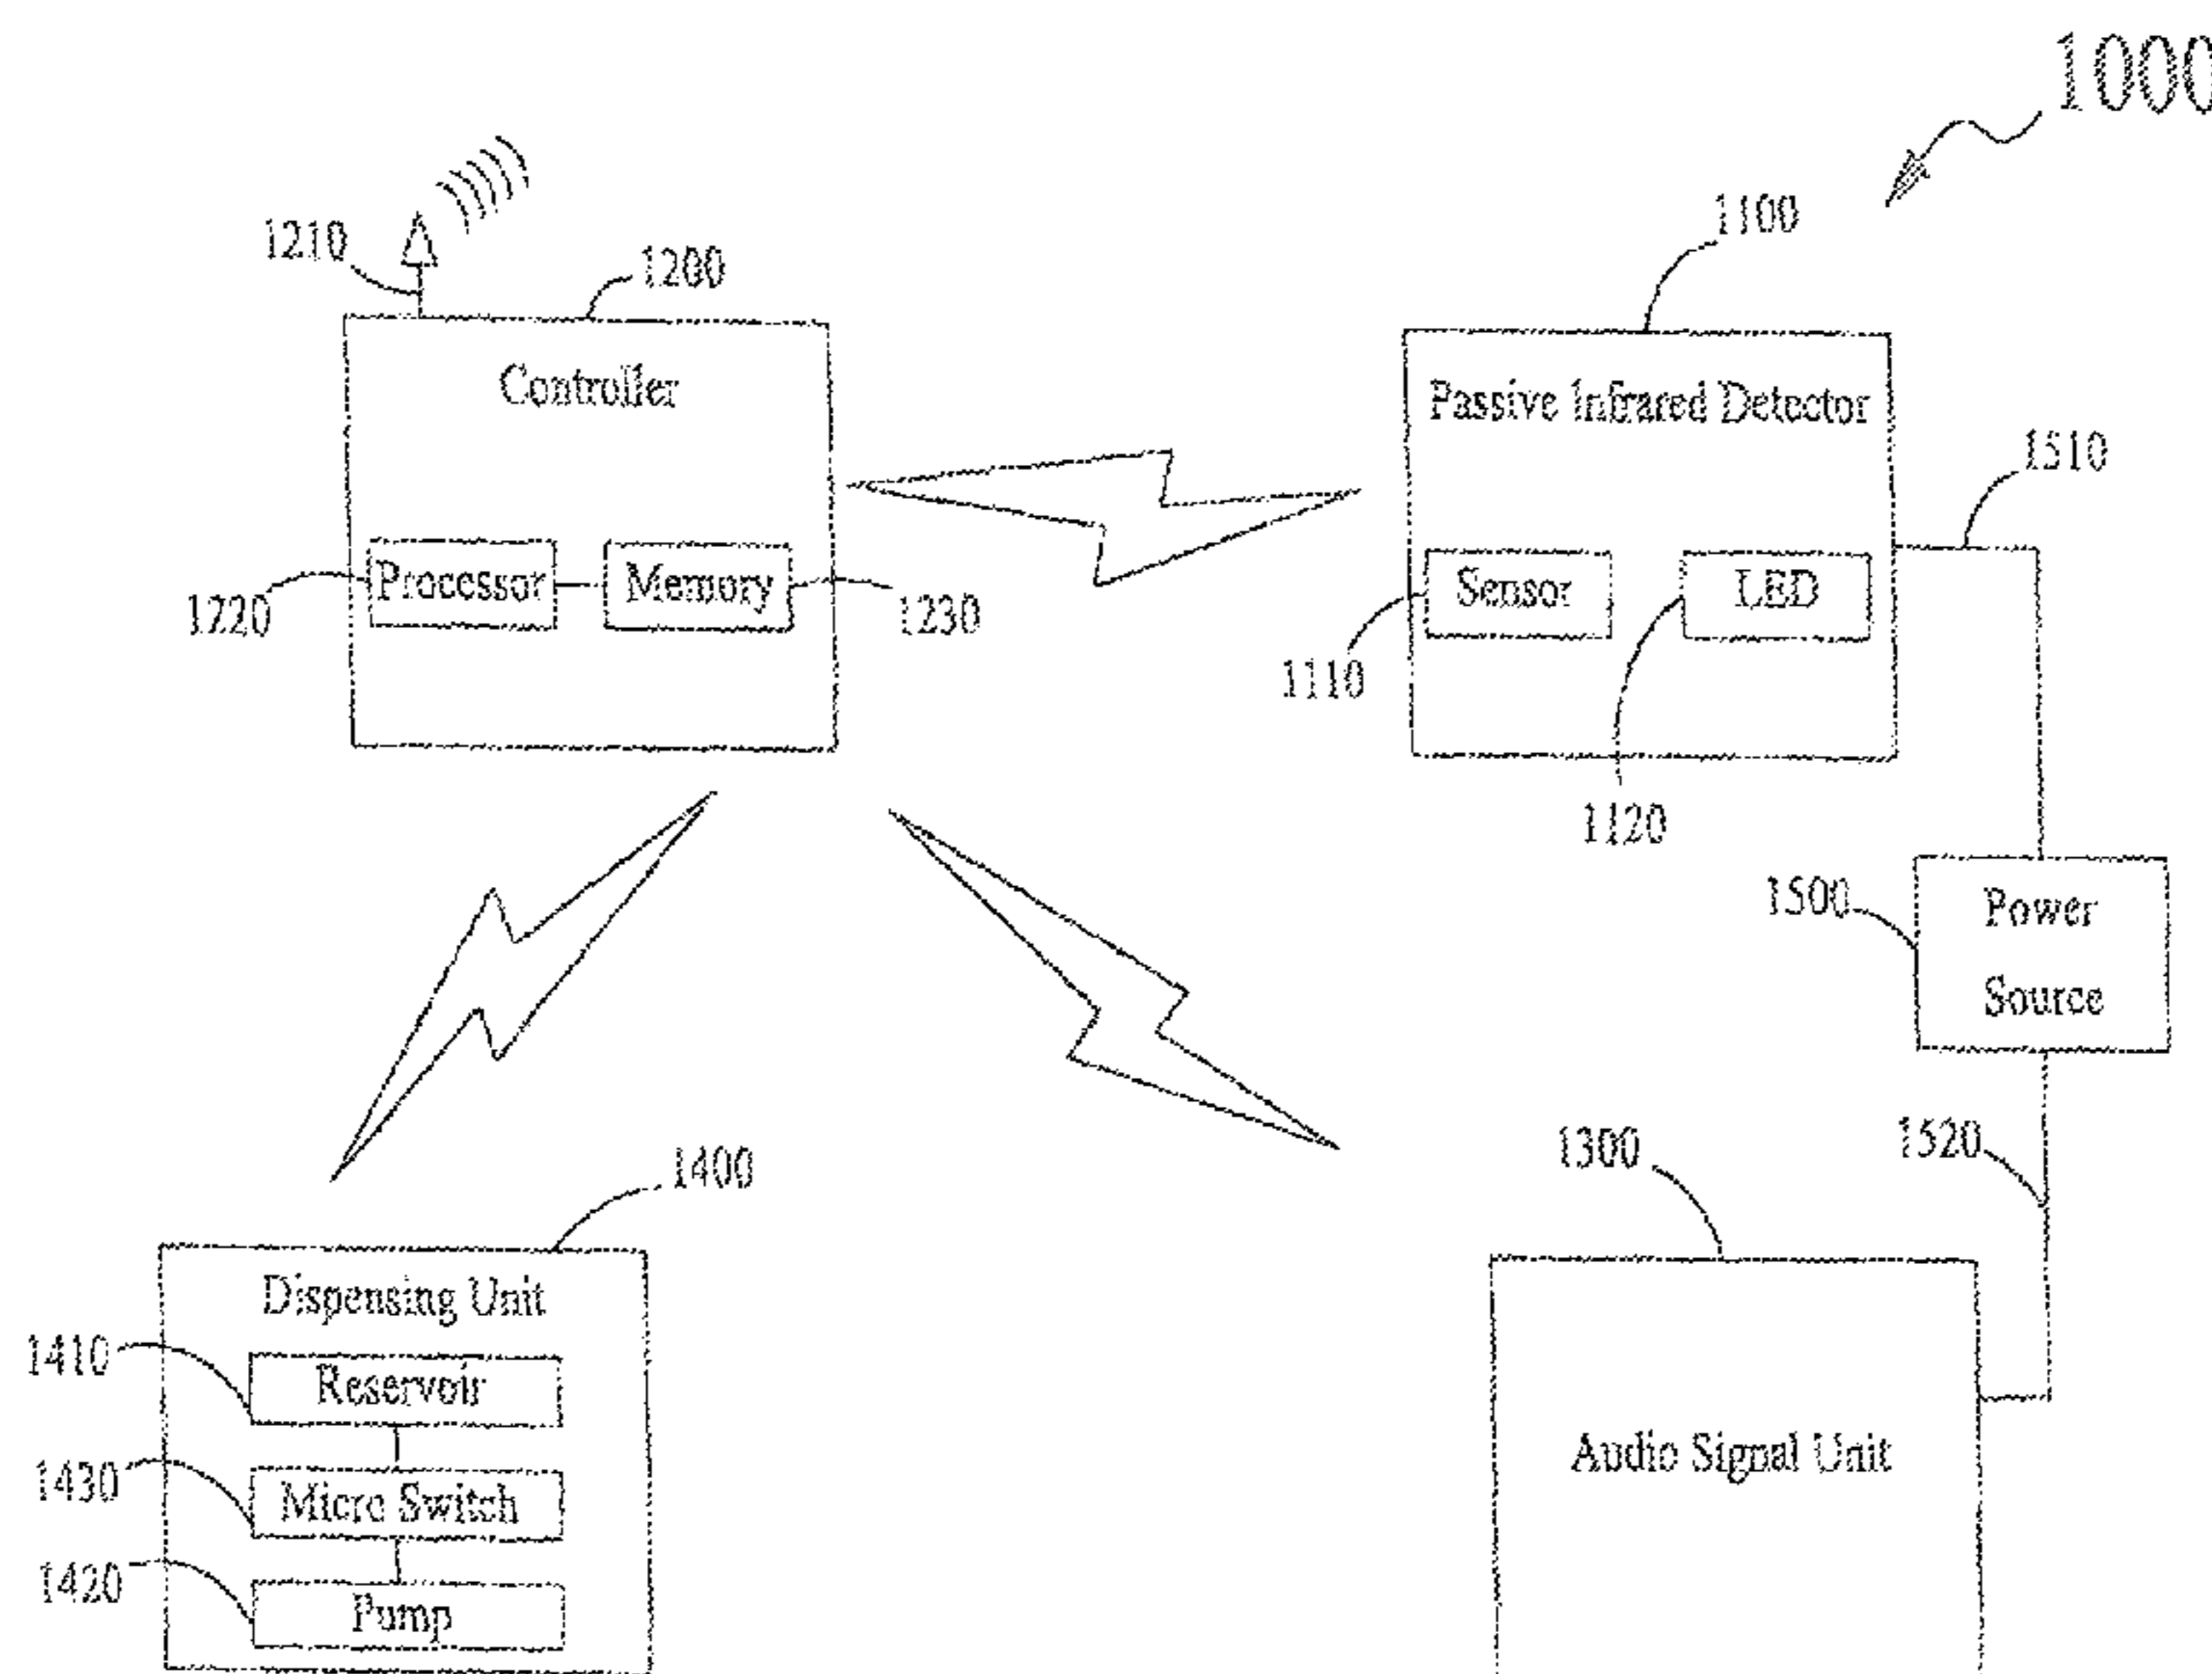 1000
1100
1210
1200
Controller
Passive Infrared Detector
1510
Processor
Memory
Sensor
LED
1220
1230
1110
1120
1500
Power
Source
1520
1300
1400
Dispensing Unit
1410
Reservoir
Audio Signal Unit
1430
Micro Switch
1420
Pump